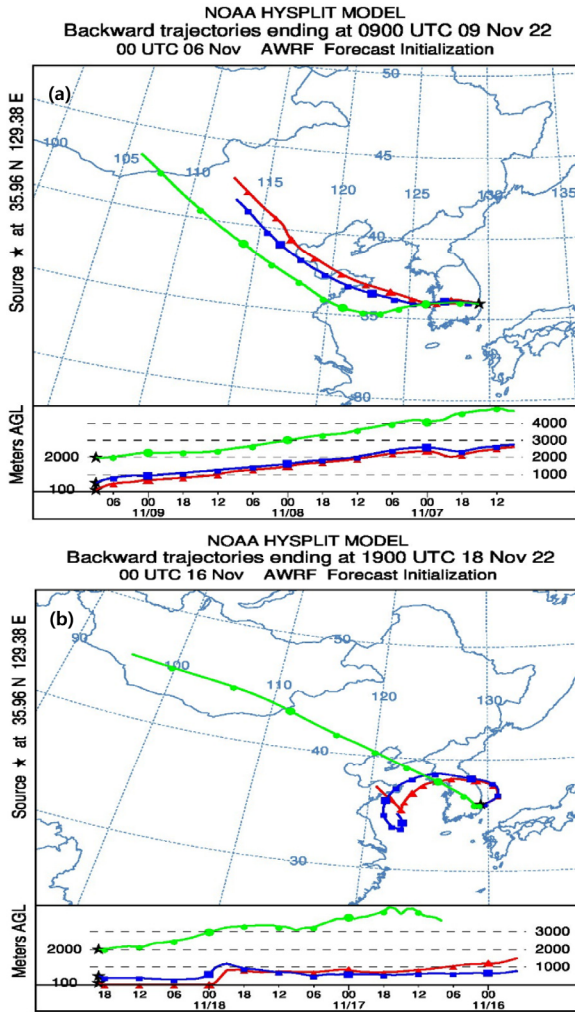 NOAA HYSPLIT MODEL
Backward trajectories ending at 0900 UTC 09 Nov 22
00 UTC 06 Nov AWRF Forecast Initialization
(a)
Source ★ at 35.96 N 129.38 E
100
105
110
115
120
125
130
135
50
45
40
35
30
Meters AGL
2000
100
4000
3000
2000
1000
06 00 18 12 06 00 18 12 06 00 18 12
11/09 11/08 11/07
NOAA HYSPLIT MODEL
Backward trajectories ending at 1900 UTC 18 Nov 22
00 UTC 16 Nov AWRF Forecast Initialization
(b)
Source ★ at 35.96 N 129.38 E
90
100
110
120
130
50
40
30
Meters AGL
2000
100
3000
2000
1000
18 12 06 00 18 12 06 00 18 12 06 00
11/18 11/17 11/16